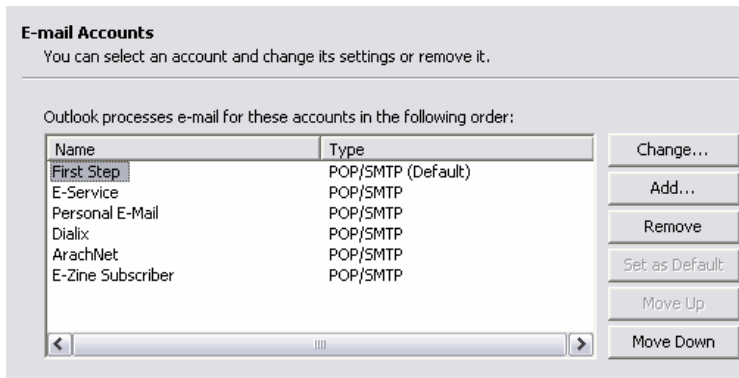 E-mail Accounts
You can select an account and change its settings or remove it.
Outlook processes e-mail for these accounts in the following order:
Name Type
First Step POP/SMTP (Default)
E-Service POP/SMTP
Personal E-Mail POP/SMTP
Dialix POP/SMTP
ArachNet POP/SMTP
E-Zine Subscriber POP/SMTP
Change...
Add...
Remove
Set as Default
Move Up
Move Down